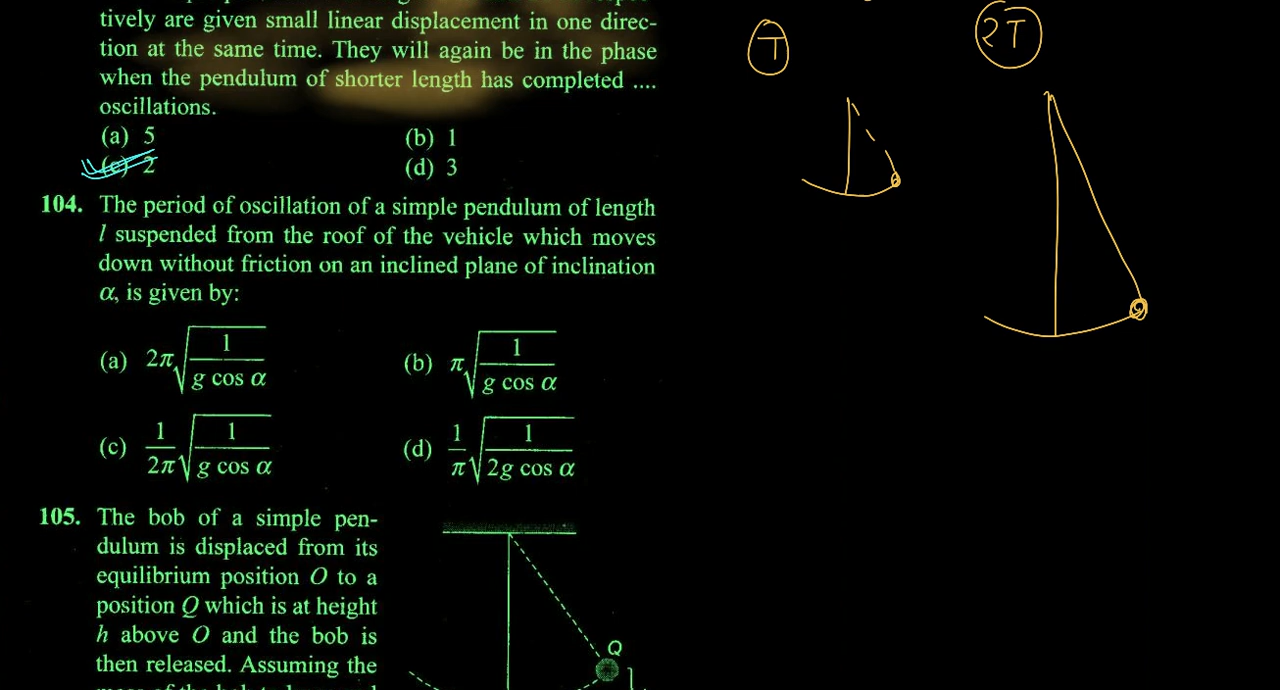 tively are given small linear displacement in one direc-
tion at the same time. They will again be in the phase
when the pendulum of shorter length has completed ....
oscillations.
(a) 5 (b) 1
(c) 2 (d) 3
104. The period of oscillation of a simple pendulum of length
l suspended from the roof of the vehicle which moves
down without friction on an inclined plane of inclination
α, is given by:
(a) 2π√(1/(g cos α)) (b) π√(1/(g cos α))
(c) 1/(2π)√(1/(g cos α)) (d) 1/π√(1/(2g cos α))
105. The bob of a simple pen-
dulum is displaced from its
equilibrium position O to a
position Q which is at height
h above O and the bob is
then released. Assuming the
Q
T
2T